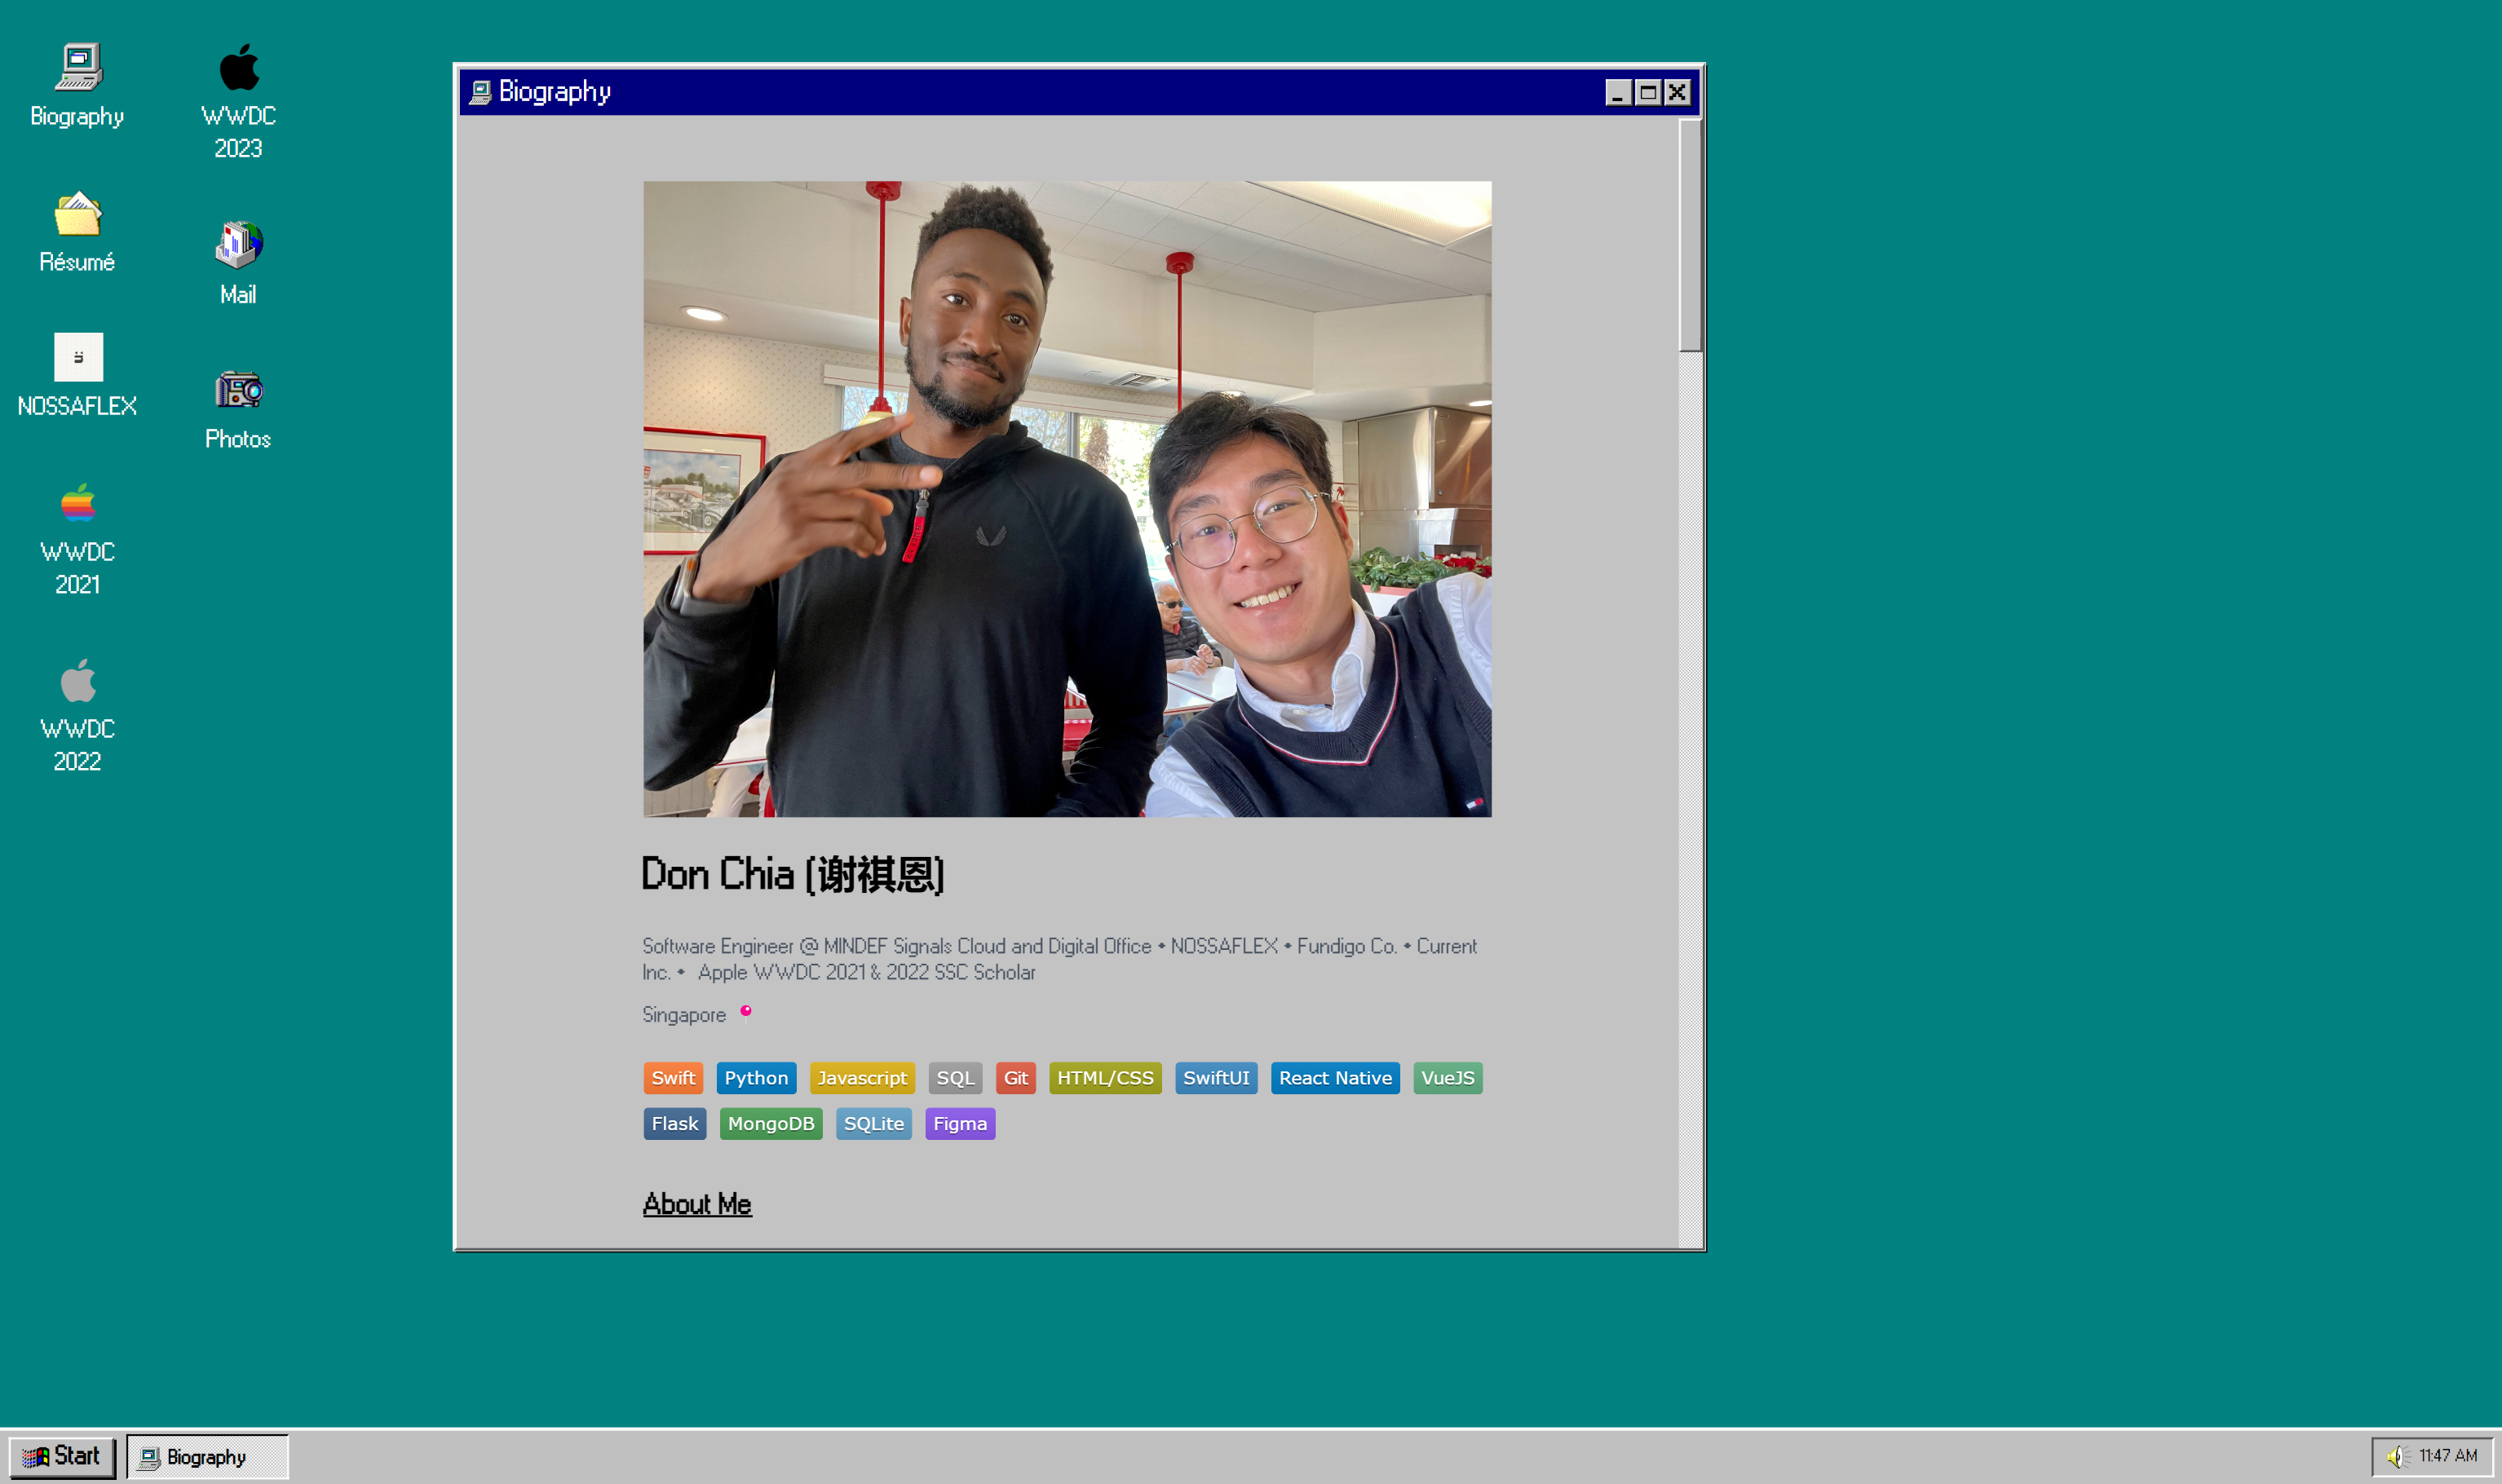 Biography
Résumé
NOSSAFLEX
WWDC
2021
WWDC
2022
WWDC
2023
Mail
Photos
Biography
Don Chia (谢祺恩)
Software Engineer @ MINDEF Signals Cloud and Digital Office • NOSSAFLEX • Fundigo Co. • Current
Inc. • Apple WWDC 2021 & 2022 SSC Scholar
Singapore
Swift Python Javascript SQL Git HTML/CSS SwiftUI React Native VueJS
Flask MongoDB SQLite Figma
About Me
Start Biography 11:47 AM